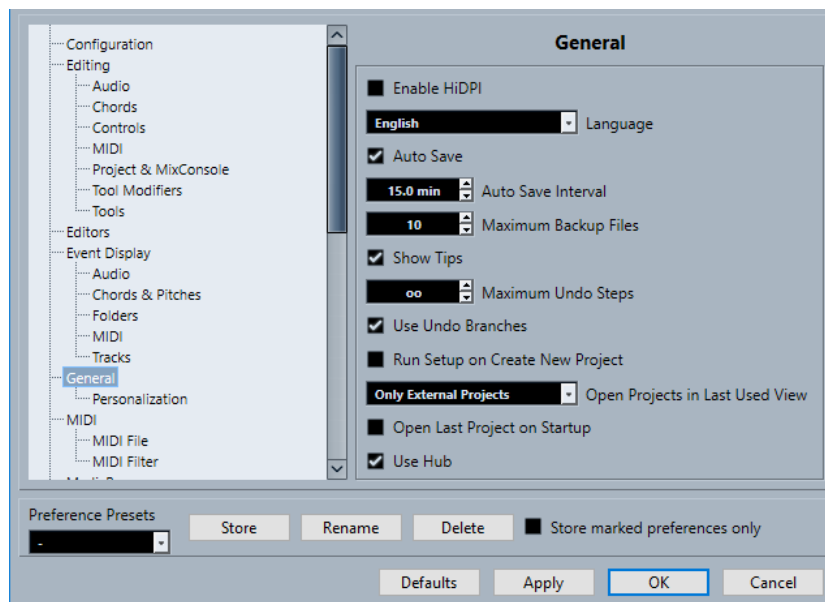 Configuration
Editing
Audio
Chords
Controls
MIDI
Project & MixConsole
Tool Modifiers
Tools
Editors
Event Display
Audio
Chords & Pitches
Folders
MIDI
Tracks
General
Personalization
MIDI
MIDI File
MIDI Filter
General
Enable HiDPI
English Language
Auto Save
15.0 min Auto Save Interval
10 Maximum Backup Files
Show Tips
oo Maximum Undo Steps
Use Undo Branches
Run Setup on Create New Project
Only External Projects Open Projects in Last Used View
Open Last Project on Startup
Use Hub
Preference Presets
-
Store Rename Delete Store marked preferences only
Defaults Apply OK Cancel